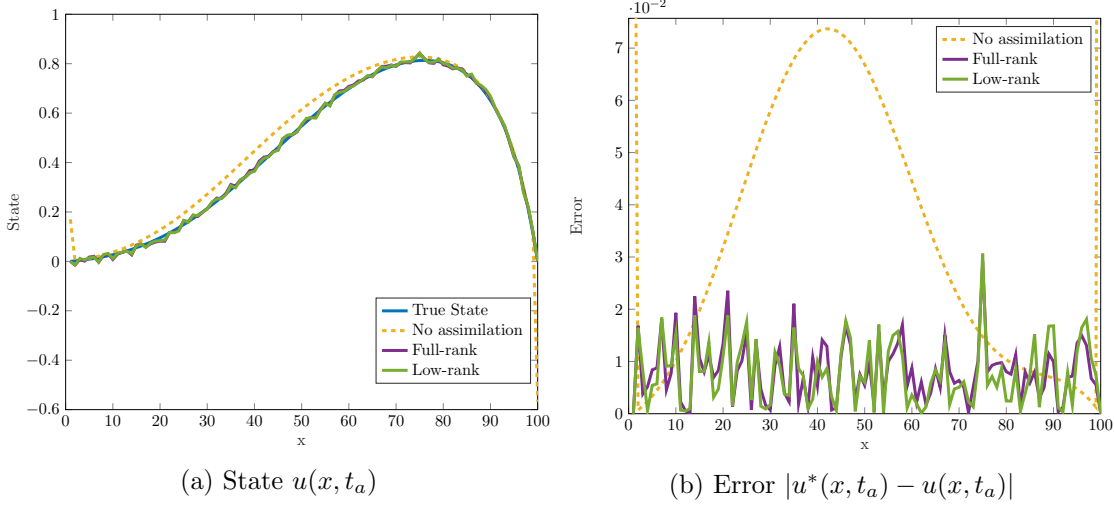 1
0.8
0.6
0.4
0.2
0
−0.2
−0.4
−0.6
State
0 10 20 30 40 50 60 70 80 90 100
x
True State
No assimilation
Full-rank
Low-rank
(a) State u(x, t_a)
·10⁻²
7
6
5
4
3
2
1
0
Error
0 10 20 30 40 50 60 70 80 90 100
x
No assimilation
Full-rank
Low-rank
(b) Error |u*(x, t_a) − u(x, t_a)|